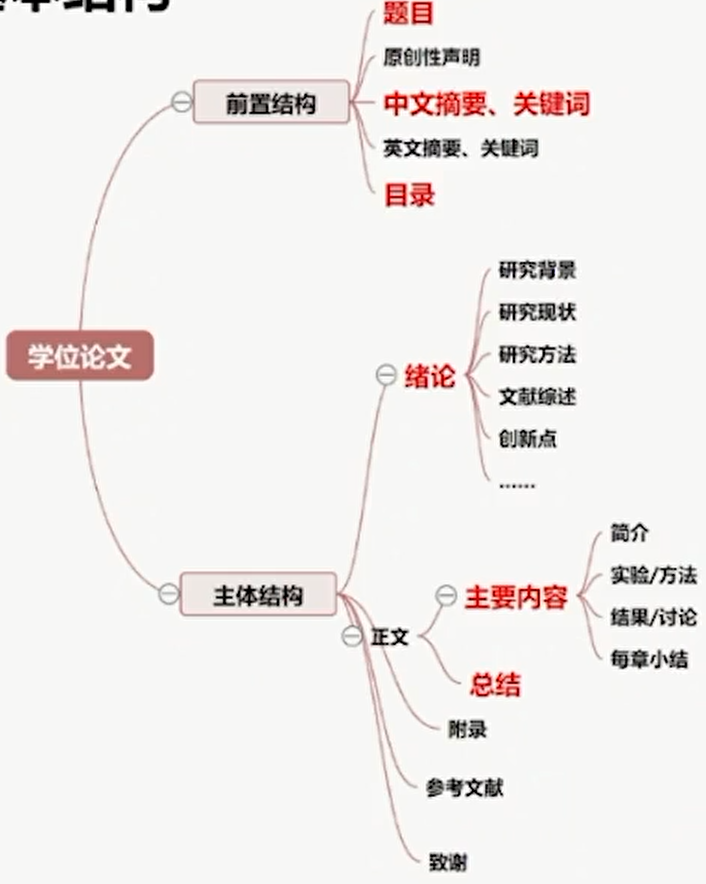 基本结构
题目
原创性声明
前置结构
中文摘要、关键词
英文摘要、关键词
目录
学位论文
研究背景
研究现状
研究方法
绪论
文献综述
创新点
......
主体结构
简介
实验/方法
主要内容
结果/讨论
正文
每章小结
总结
附录
参考文献
致谢